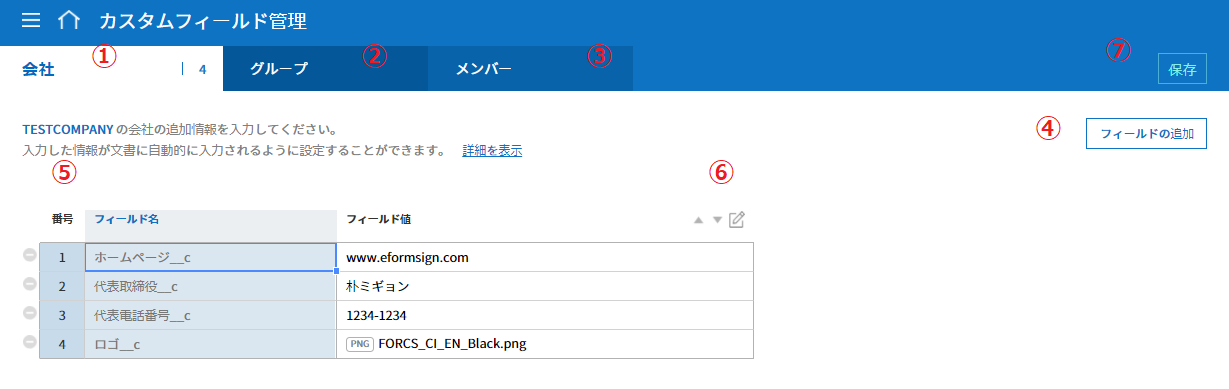 カスタムフィールド管理
① ② ③ ⑦
会社 | 4 グループ メンバー 保存
TESTCOMPANY の会社の追加情報を入力してください。
④ フィールドの追加
入力した情報が文書に自動的に入力されるように設定することができます。 詳細を表示
⑤ ⑥
番号 フィールド名 フィールド値
1 ホームページ__c www.eformsign.com
2 代表取締役__c 朴ミギョン
3 代表電話番号__c 1234-1234
4 ロゴ__c PNG FORCS_CI_EN_Black.png